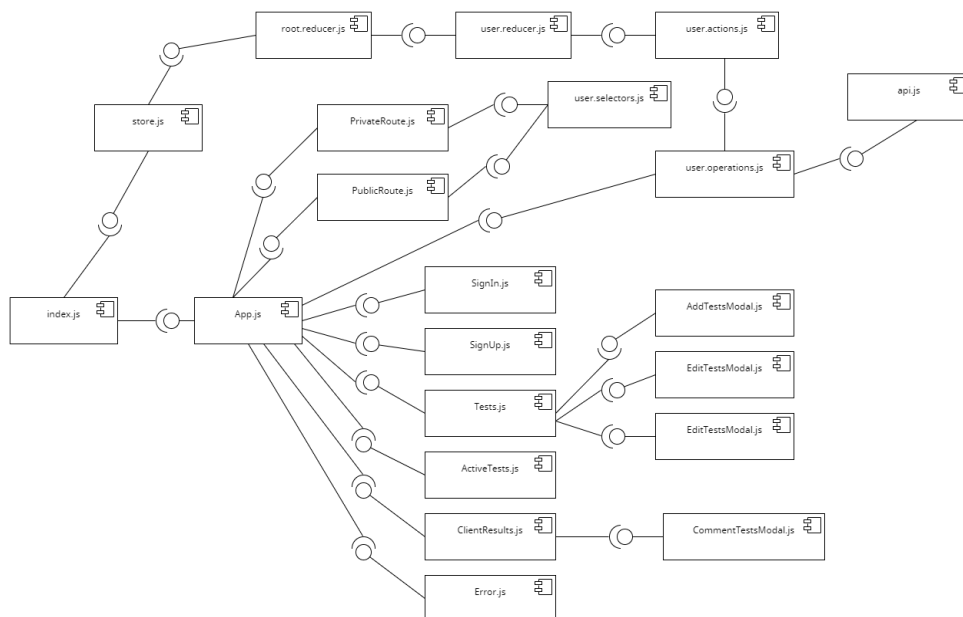 root.reducer.js
user.reducer.js
user.actions.js
user.selectors.js
api.js
store.js
PrivateRoute.js
user.operations.js
PublicRoute.js
SignIn.js
index.js
App.js
AddTestsModal.js
SignUp.js
EditTestsModal.js
Tests.js
EditTestsModal.js
ActiveTests.js
ClientResults.js
CommentTestsModal.js
Error.js